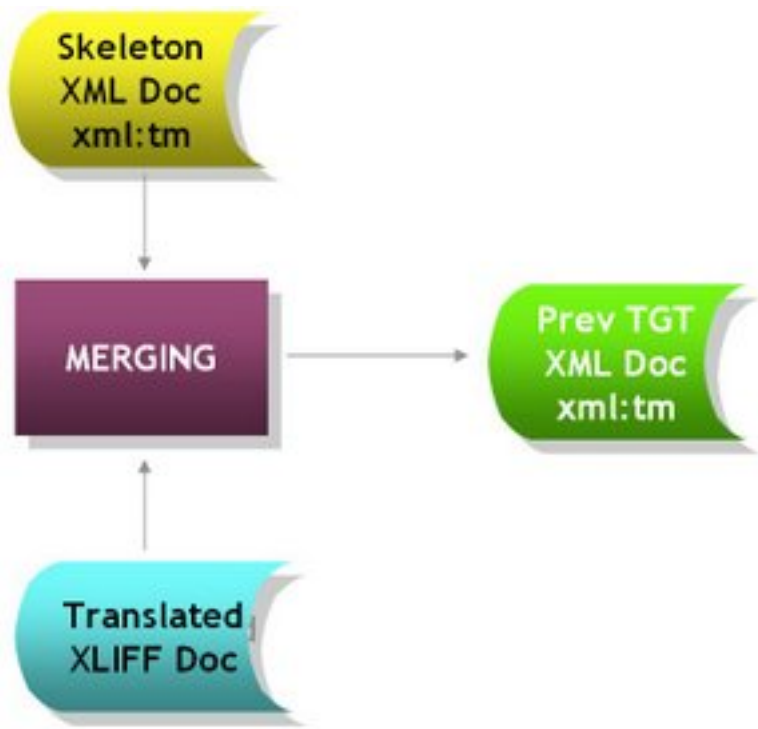 Skeleton
XML Doc
xml:tm
MERGING
Prev TGT
XML Doc
xml:tm
Translated
XLIFF Doc